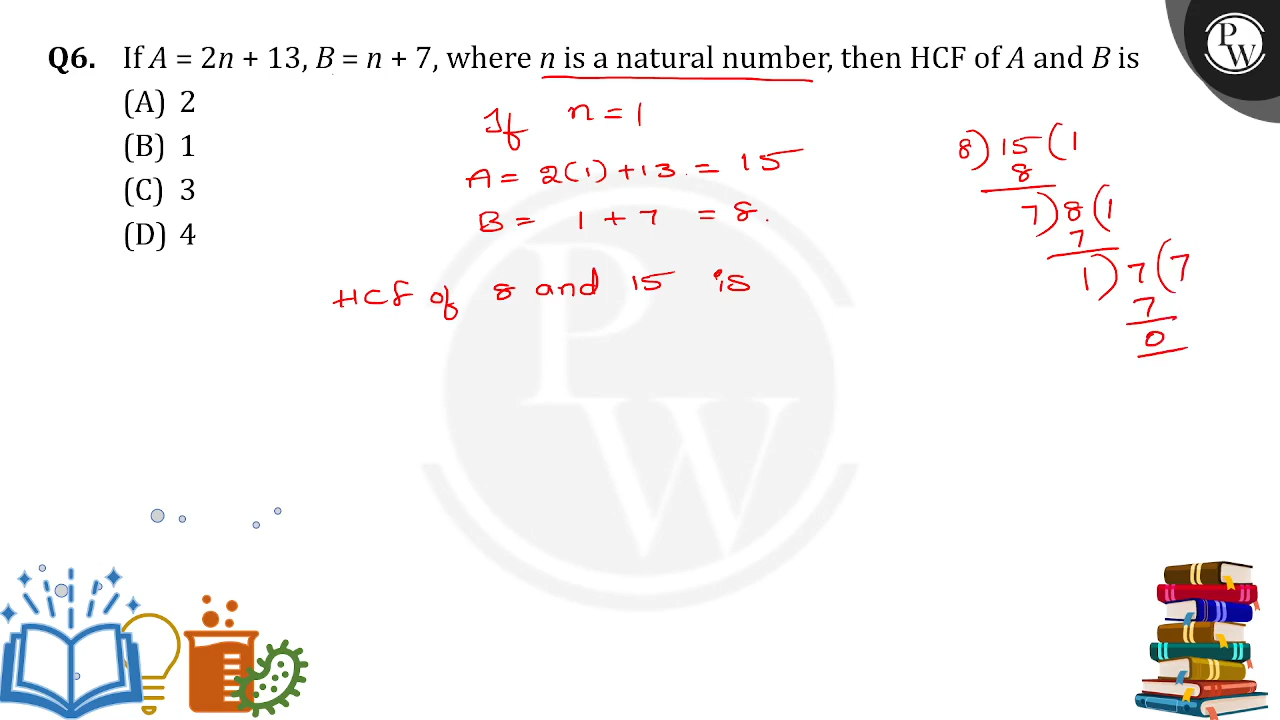 Q6. If A = 2n + 13, B = n + 7, where n is a natural number, then HCF of A and B is
(A) 2
(B) 1
(C) 3
(D) 4
If n = 1
A = 2(1) + 13 = 15
B = 1 + 7 = 8.
HCF of 8 and 15 is
8) 15 (1
8
7) 8 (1
7
1) 7 (7
7
0
PW
PW